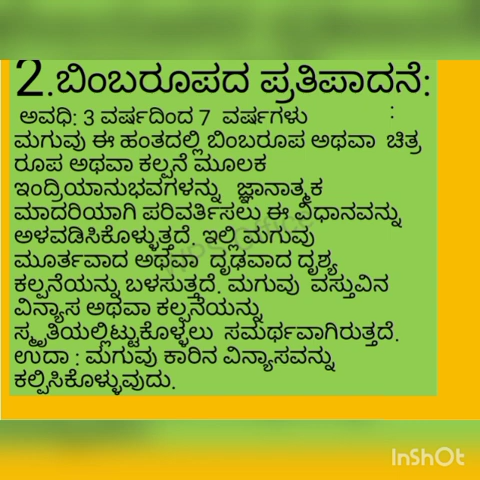 2.ಬಿಂಬರೂಪದ ಪ್ರತಿಪಾದನೆ:
ಅವಧಿ: 3 ವರ್ಷದಿಂದ 7 ವರ್ಷಗಳು :
ಮಗುವು ಈ ಹಂತದಲ್ಲಿ ಬಿಂಬರೂಪ ಅಥವಾ ಚಿತ್ರ
ರೂಪ ಅಥವಾ ಕಲ್ಪನೆ ಮೂಲಕ
ಇಂದ್ರಿಯಾನುಭವಗಳನ್ನು ಜ್ಞಾನಾತ್ಮಕ
ಮಾದರಿಯಾಗಿ ಪರಿವರ್ತಿಸಲು ಈ ವಿಧಾನವನ್ನು
ಅಳವಡಿಸಿಕೊಳ್ಳುತ್ತದೆ. ಇಲ್ಲಿ ಮಗುವು
ಮೂರ್ತವಾದ ಅಥವಾ ದೃಢವಾದ ದೃಶ್ಯ
ಕಲ್ಪನೆಯನ್ನು ಬಳಸುತ್ತದೆ. ಮಗುವು ವಸ್ತುವಿನ
ವಿನ್ಯಾಸ ಅಥವಾ ಕಲ್ಪನೆಯನ್ನು
ಸ್ಮೃತಿಯಲ್ಲಿಟ್ಟುಕೊಳ್ಳಲು ಸಮರ್ಥವಾಗಿರುತ್ತದೆ.
ಉದಾ : ಮಗುವು ಕಾರಿನ ವಿನ್ಯಾಸವನ್ನು
ಕಲ್ಪಿಸಿಕೊಳ್ಳುವುದು.
InShOt